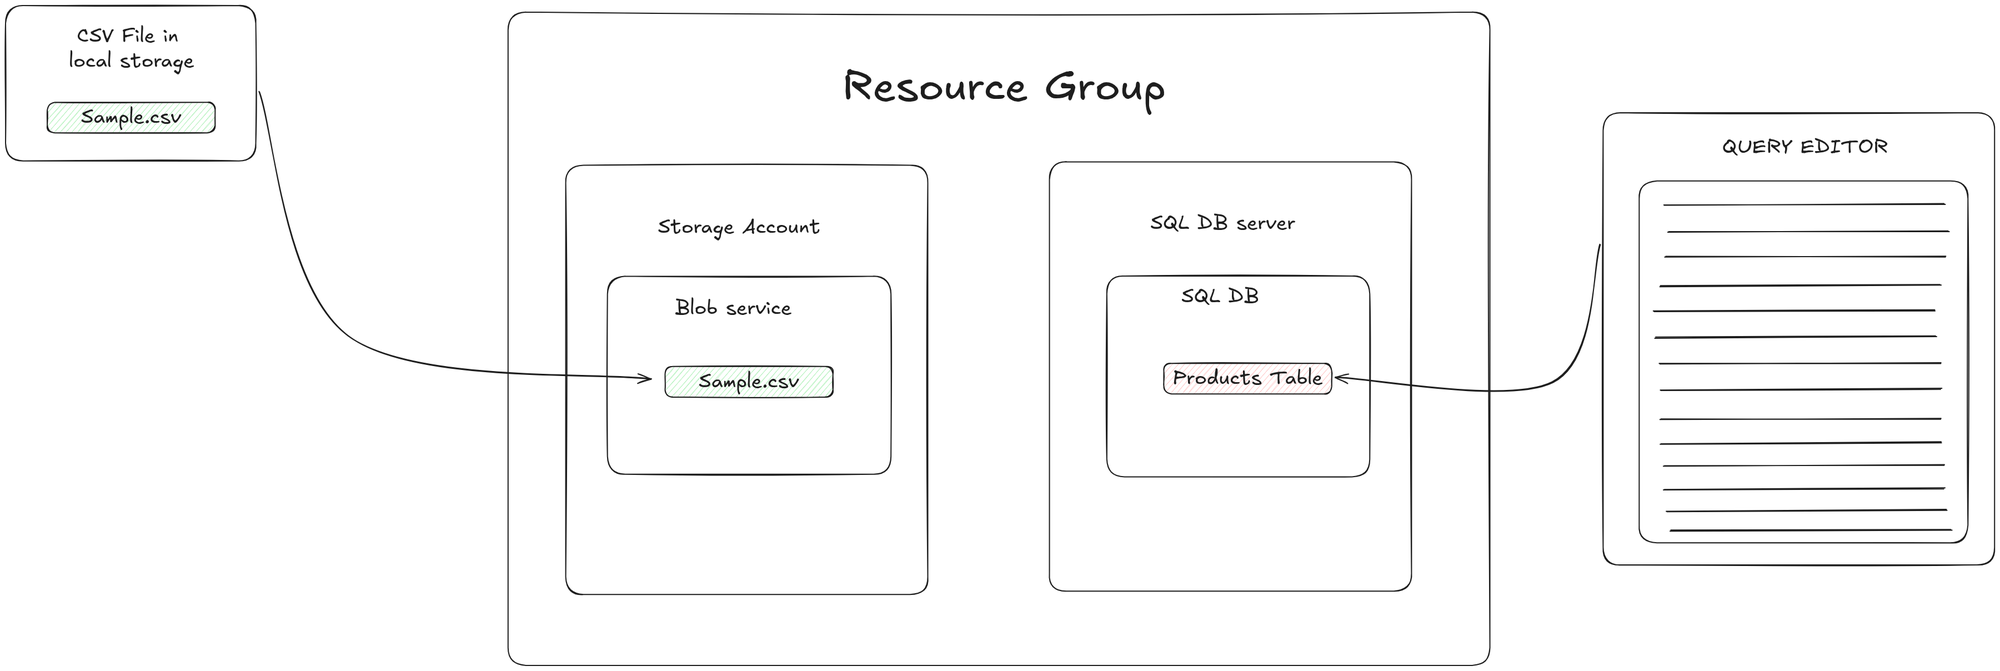 CSV File in
local storage
Sample.csv
Resource Group
Storage Account
Blob service
Sample.csv
SQL DB server
SQL DB
Products Table
QUERY EDITOR